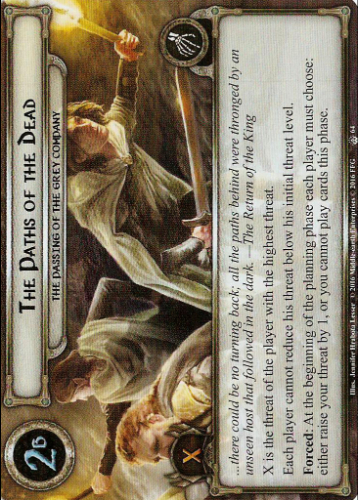 2B
THE PATHS OF THE DEAD
THE PASSING OF THE GREY COMPANY
X
...there could be no turning back; all the paths behind were thronged by an
unseen host that followed in the dark. —The Return of the King
X is the threat of the player with the highest threat.
Each player cannot reduce his threat below his initial threat level.
Forced: At the beginning of the planning phase each player must choose:
either raise your threat by 1, or you cannot play cards this phase.
Illus. Jennifer Hrabota Lesser © 2016 Middle-earth Enterprises © 2016 FFG 64